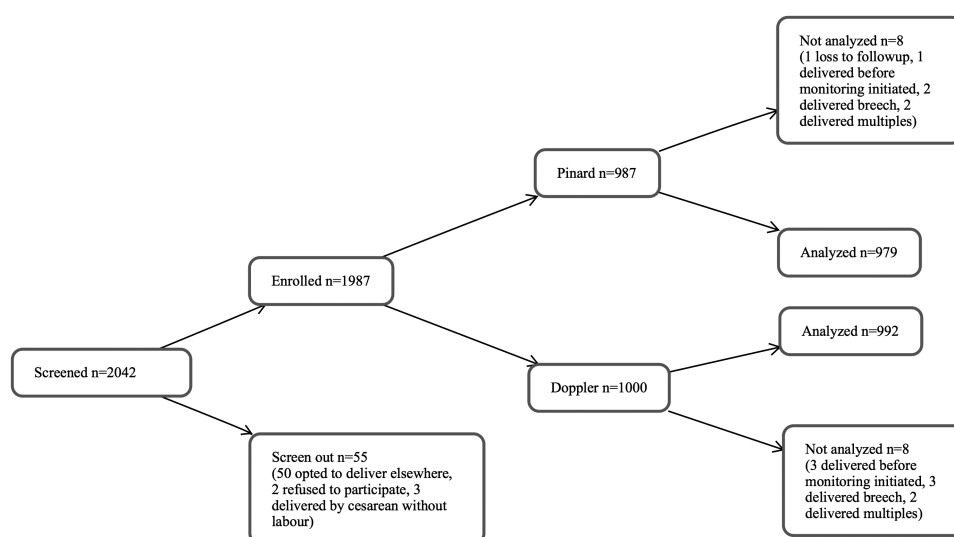 Not analyzed n=8
(1 loss to followup, 1
delivered before
monitoring initiated, 2
delivered breech, 2
delivered multiples)
Pinard n=987
Analyzed n=979
Enrolled n=1987
Analyzed n=992
Screened n=2042
Doppler n=1000
Screen out n=55
(50 opted to deliver elsewhere,
2 refused to participate, 3
delivered by cesarean without
labour)
Not analyzed n=8
(3 delivered before
monitoring initiated, 3
delivered breech, 2
delivered multiples)